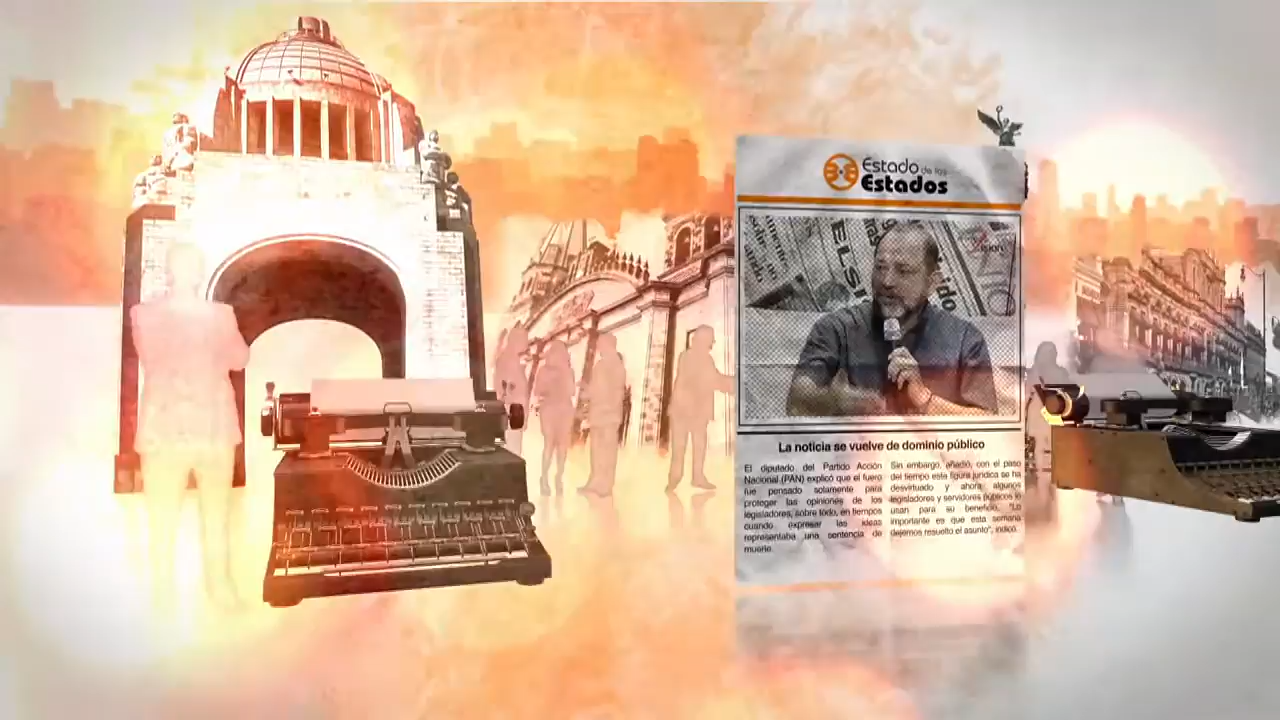 Estado de los
Estados
EL SI
La noticia se vuelve de dominio público
El diputado del Partido Acción
Nacional (PAN) explicó que el fuero
fue pensado solamente para
proteger las opiniones de los
legisladores, sobre todo, en tiempos
cuando expresar las ideas
representaba una sentencia de
muerte.
Sin embargo, añadió, con el paso
del tiempo esta figura jurídica se ha
desvirtuado y ahora algunos
legisladores y servidores públicos lo
usan para su beneficio. "Lo
importante es que esta semana
dejemos resuelto el asunto", indicó.